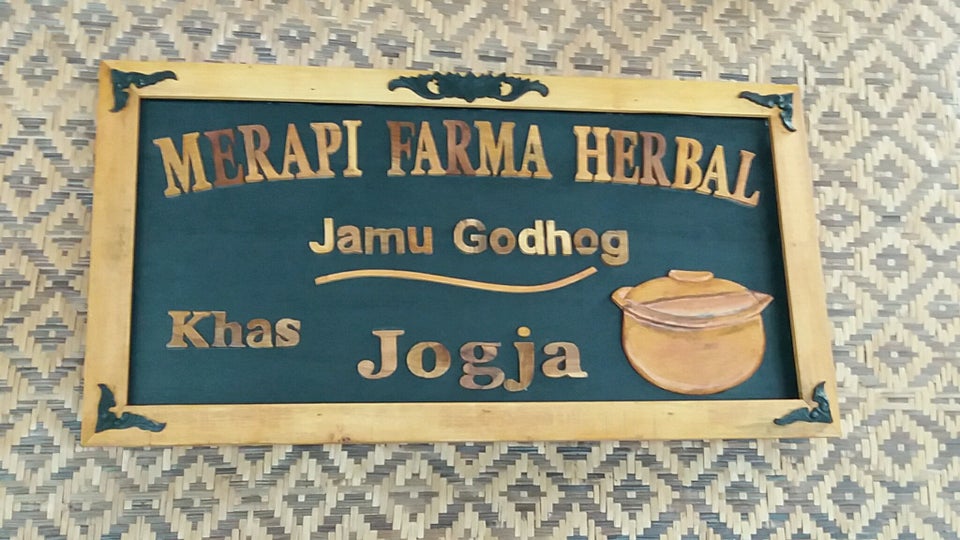 MERAPI FARMA HERBAL
Jamu Godhog
Khas
Jogja